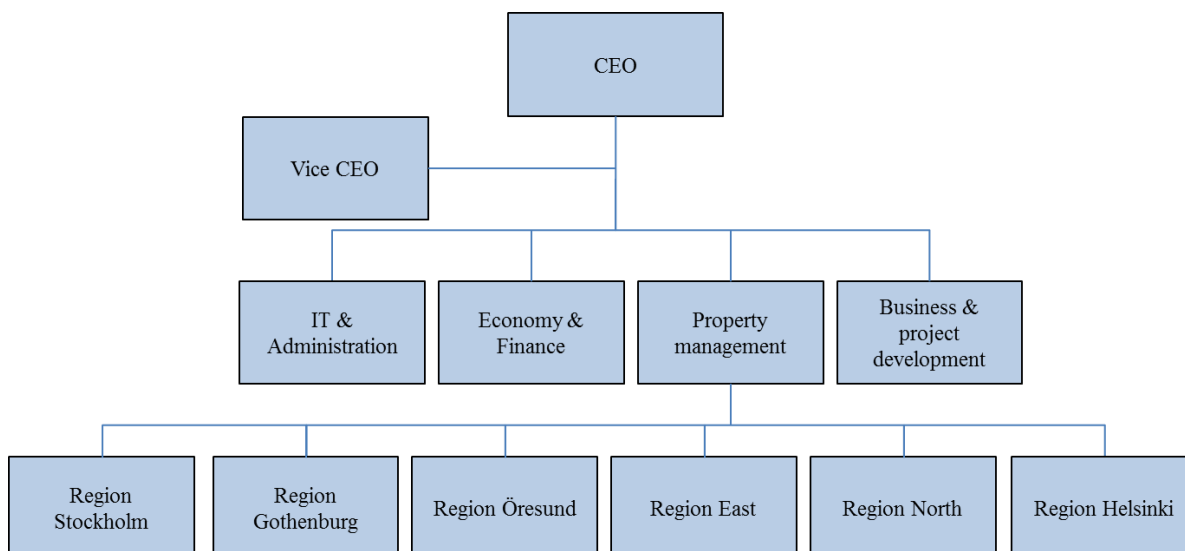 CEO
Vice CEO
IT &
Administration
Economy &
Finance
Property
management
Business &
project
development
Region
Stockholm
Region
Gothenburg
Region Öresund
Region East
Region North
Region Helsinki